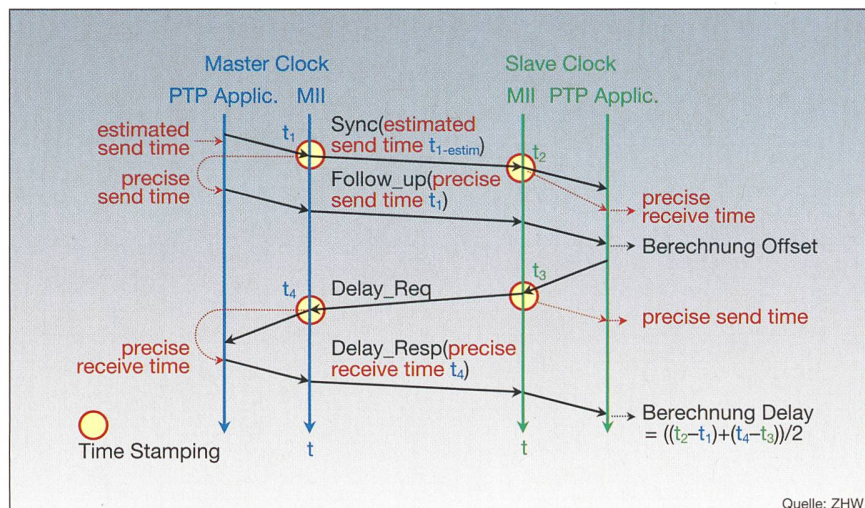 Master Clock
Slave Clock
PTP Applic. MII
MII PTP Applic.
estimated
send time
t1
Sync(estimated
send time t1-estim)
t2
precise
send time
Follow_up(precise
send time t1)
precise
receive time
Berechnung Offset
t3
t4
Delay_Req
precise send time
precise
receive time
Delay_Resp(precise
receive time t4)
Berechnung Delay
= ((t2–t1)+(t4–t3))/2
Time Stamping
t
t
Quelle: ZHW